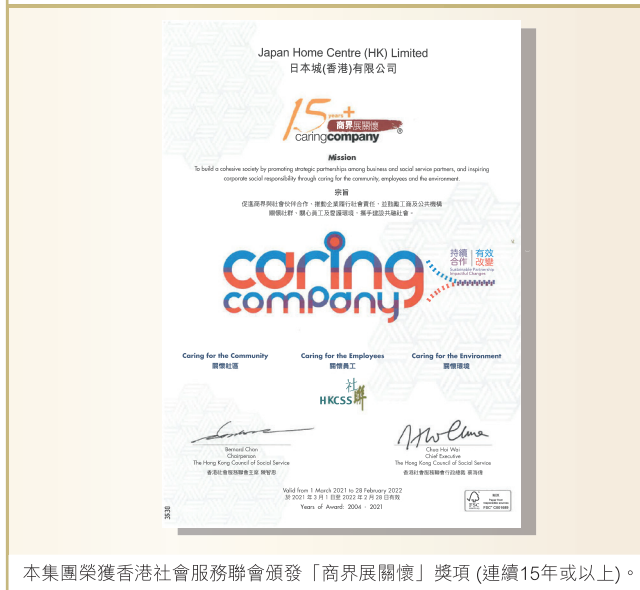 Japan Home Centre (HK) Limited
日本城(香港)有限公司
15 years+
商界展關懷
caringcompany ®
Mission
To build a cohesive society by promoting strategic partnerships among business and social service partners, and inspiring
corporate social responsibility through caring for the community, employees and the environment.
宗旨
促進商界與社會伙伴合作，推動企業履行社會責任，並鼓勵工商及公共機構
關懷社群、關心員工及愛護環境，攜手建設共融社會。
caring
company
持續合作 有效改變
Sustainable Partnership
Impactful Changes
Caring for the Community
關懷社區
Caring for the Employees
關懷員工
Caring for the Environment
關懷環境
HKCSS 社聯
Bernard Chan
Chairperson
The Hong Kong Council of Social Service
香港社會服務聯會主席 陳智思
Chua Hoi Wai
Chief Executive
The Hong Kong Council of Social Service
香港社會服務聯會行政總裁 蔡海偉
Valid from 1 March 2021 to 28 February 2022
於 2021 年 3 月 1 日至 2022 年 2 月 28 日有效
Years of Award: 2004 - 2021
3530
FSC
MIX
本集團榮獲香港社會服務聯會頒發「商界展關懷」獎項 (連續15年或以上)。